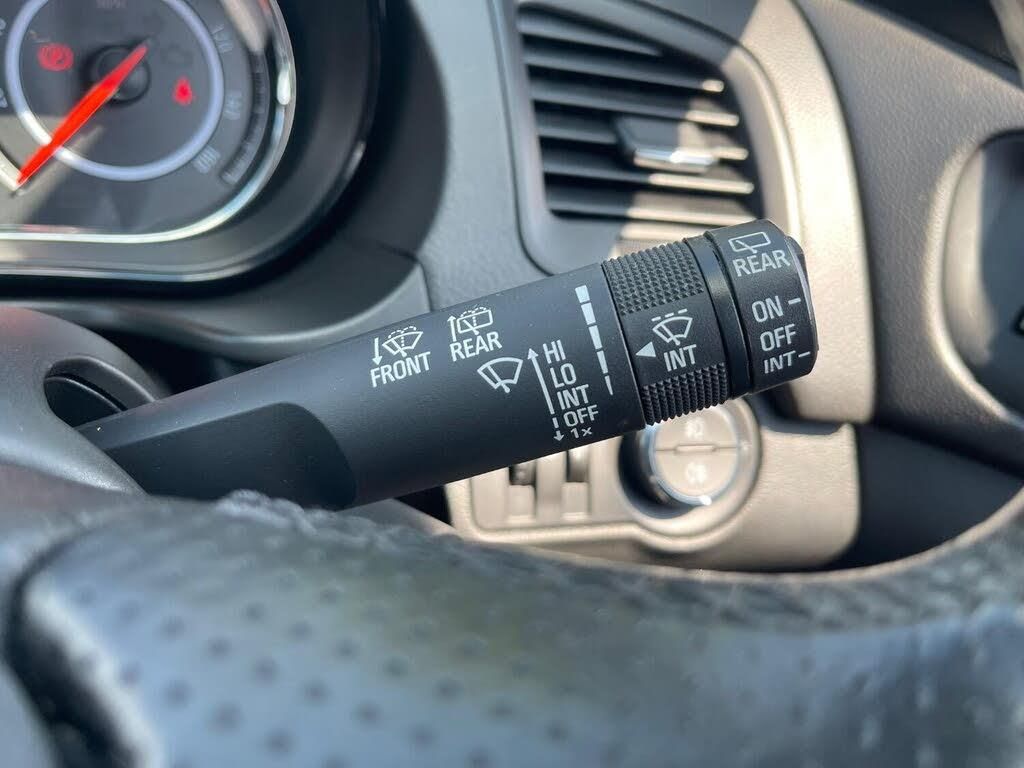 FRONT
REAR
HI
LO
INT
OFF
1x
INT
REAR
ON
OFF
INT